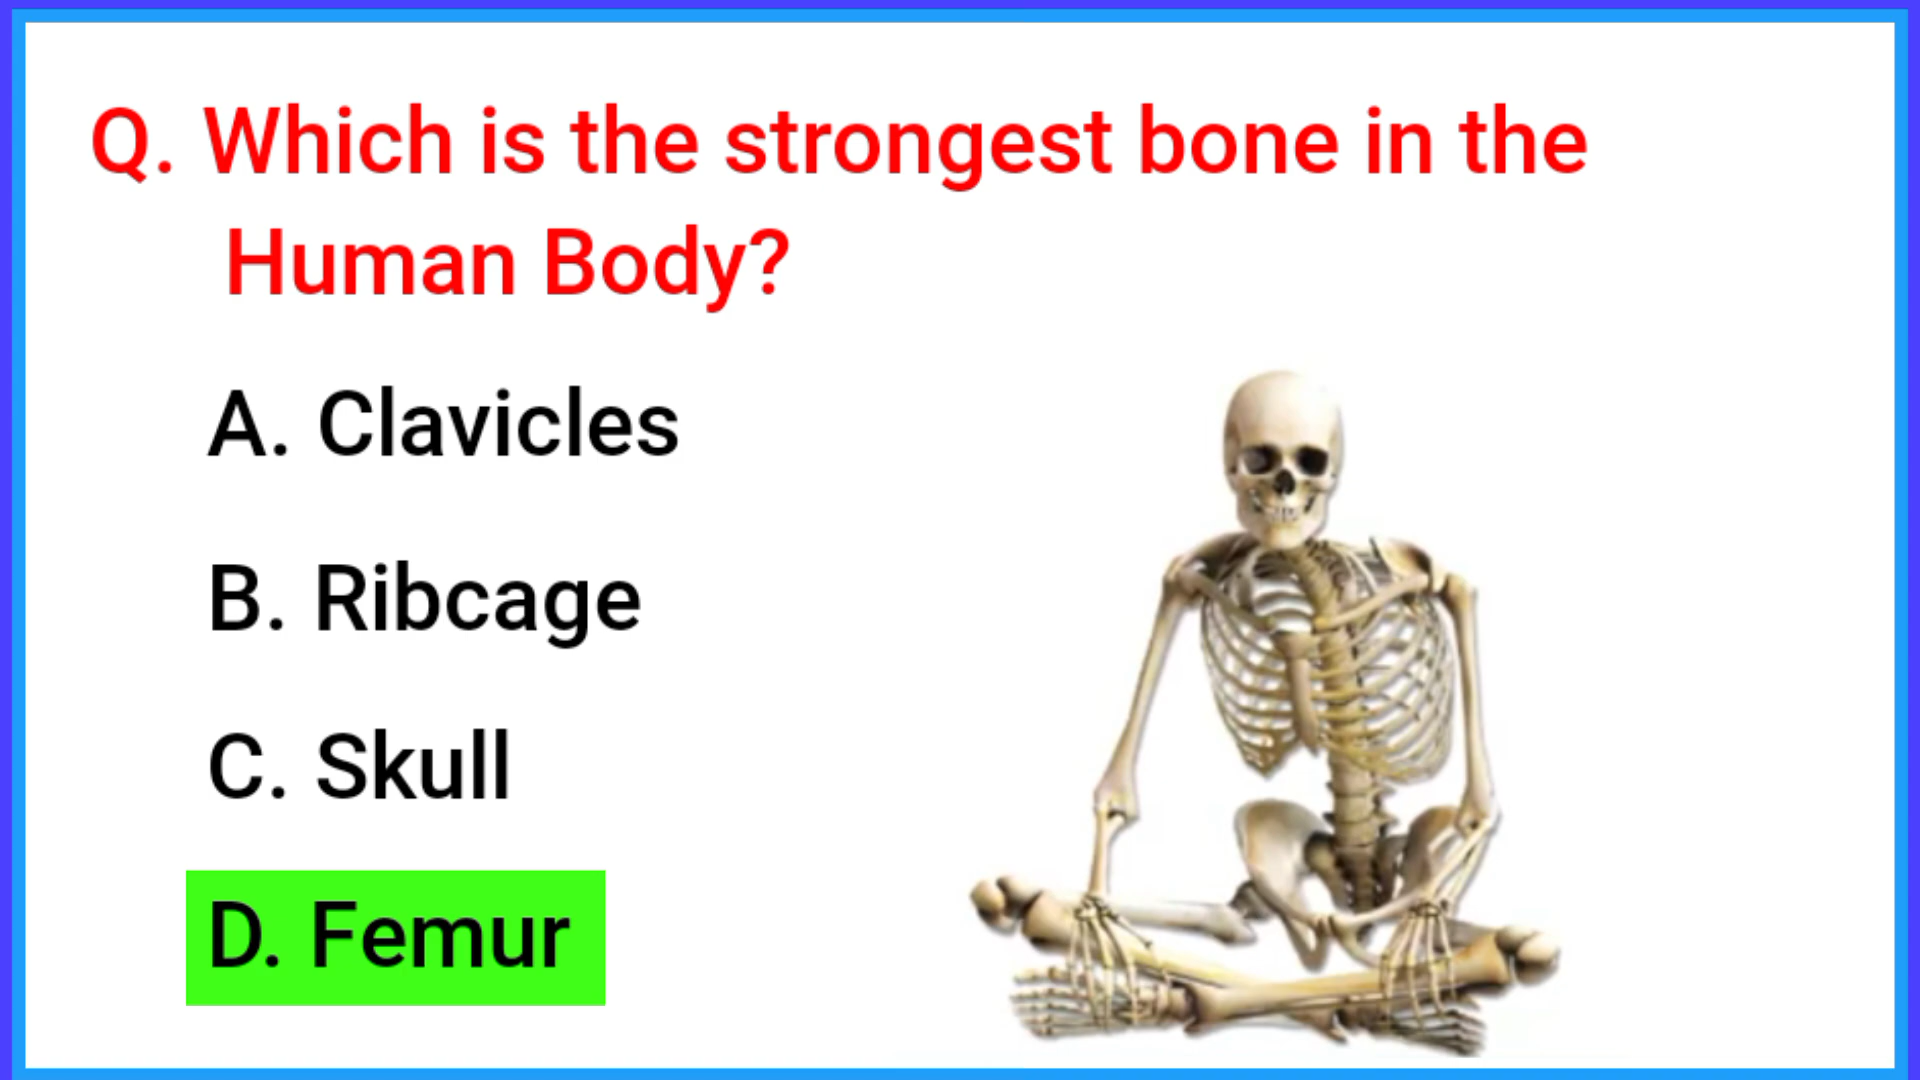 Q. Which is the strongest bone in the
Human Body?
A. Clavicles
B. Ribcage
C. Skull
D. Femur